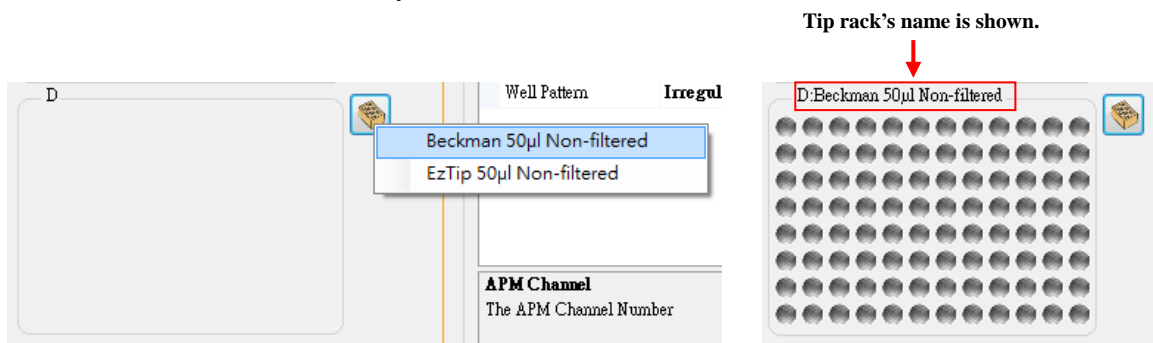 Tip rack’s name is shown.
D
Well Pattern Irregul
Beckman 50µl Non-filtered
EzTip 50µl Non-filtered
APM Channel
The APM Channel Number
D:Beckman 50µl Non-filtered